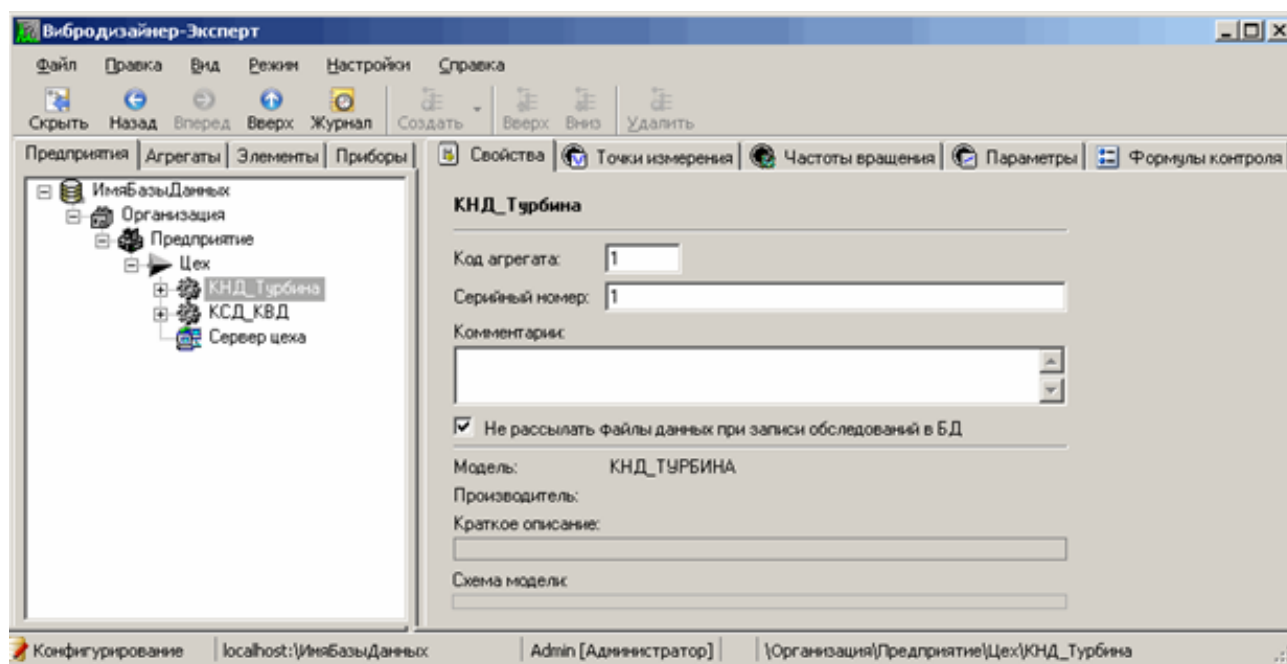 Вибродизайнер-Эксперт
Файл Правка Вид Режим Настройки Справка
Скрыть Назад Вперед Вверх Журнал Создать Вверх Вниз Удалить
Предприятия Агрегаты Элементы Приборы Свойства Точки измерения Частоты вращения Параметры Формулы контроля
ИмяБазыДанных
Организация
Предприятие
Цех
КНД_Турбина
КСД_КВД
Сервер цеха
КНД_Турбина
Код агрегата: 1
Серийный номер: 1
Комментарии:
Не рассылать файлы данных при записи обследований в БД
Модель: КНД_ТУРБИНА
Производитель:
Краткое описание:
Схема модели:
Конфигурирование localhost:\ИмяБазыДанных Admin [Администратор] \Организация\Предприятие\Цех\КНД_Турбина